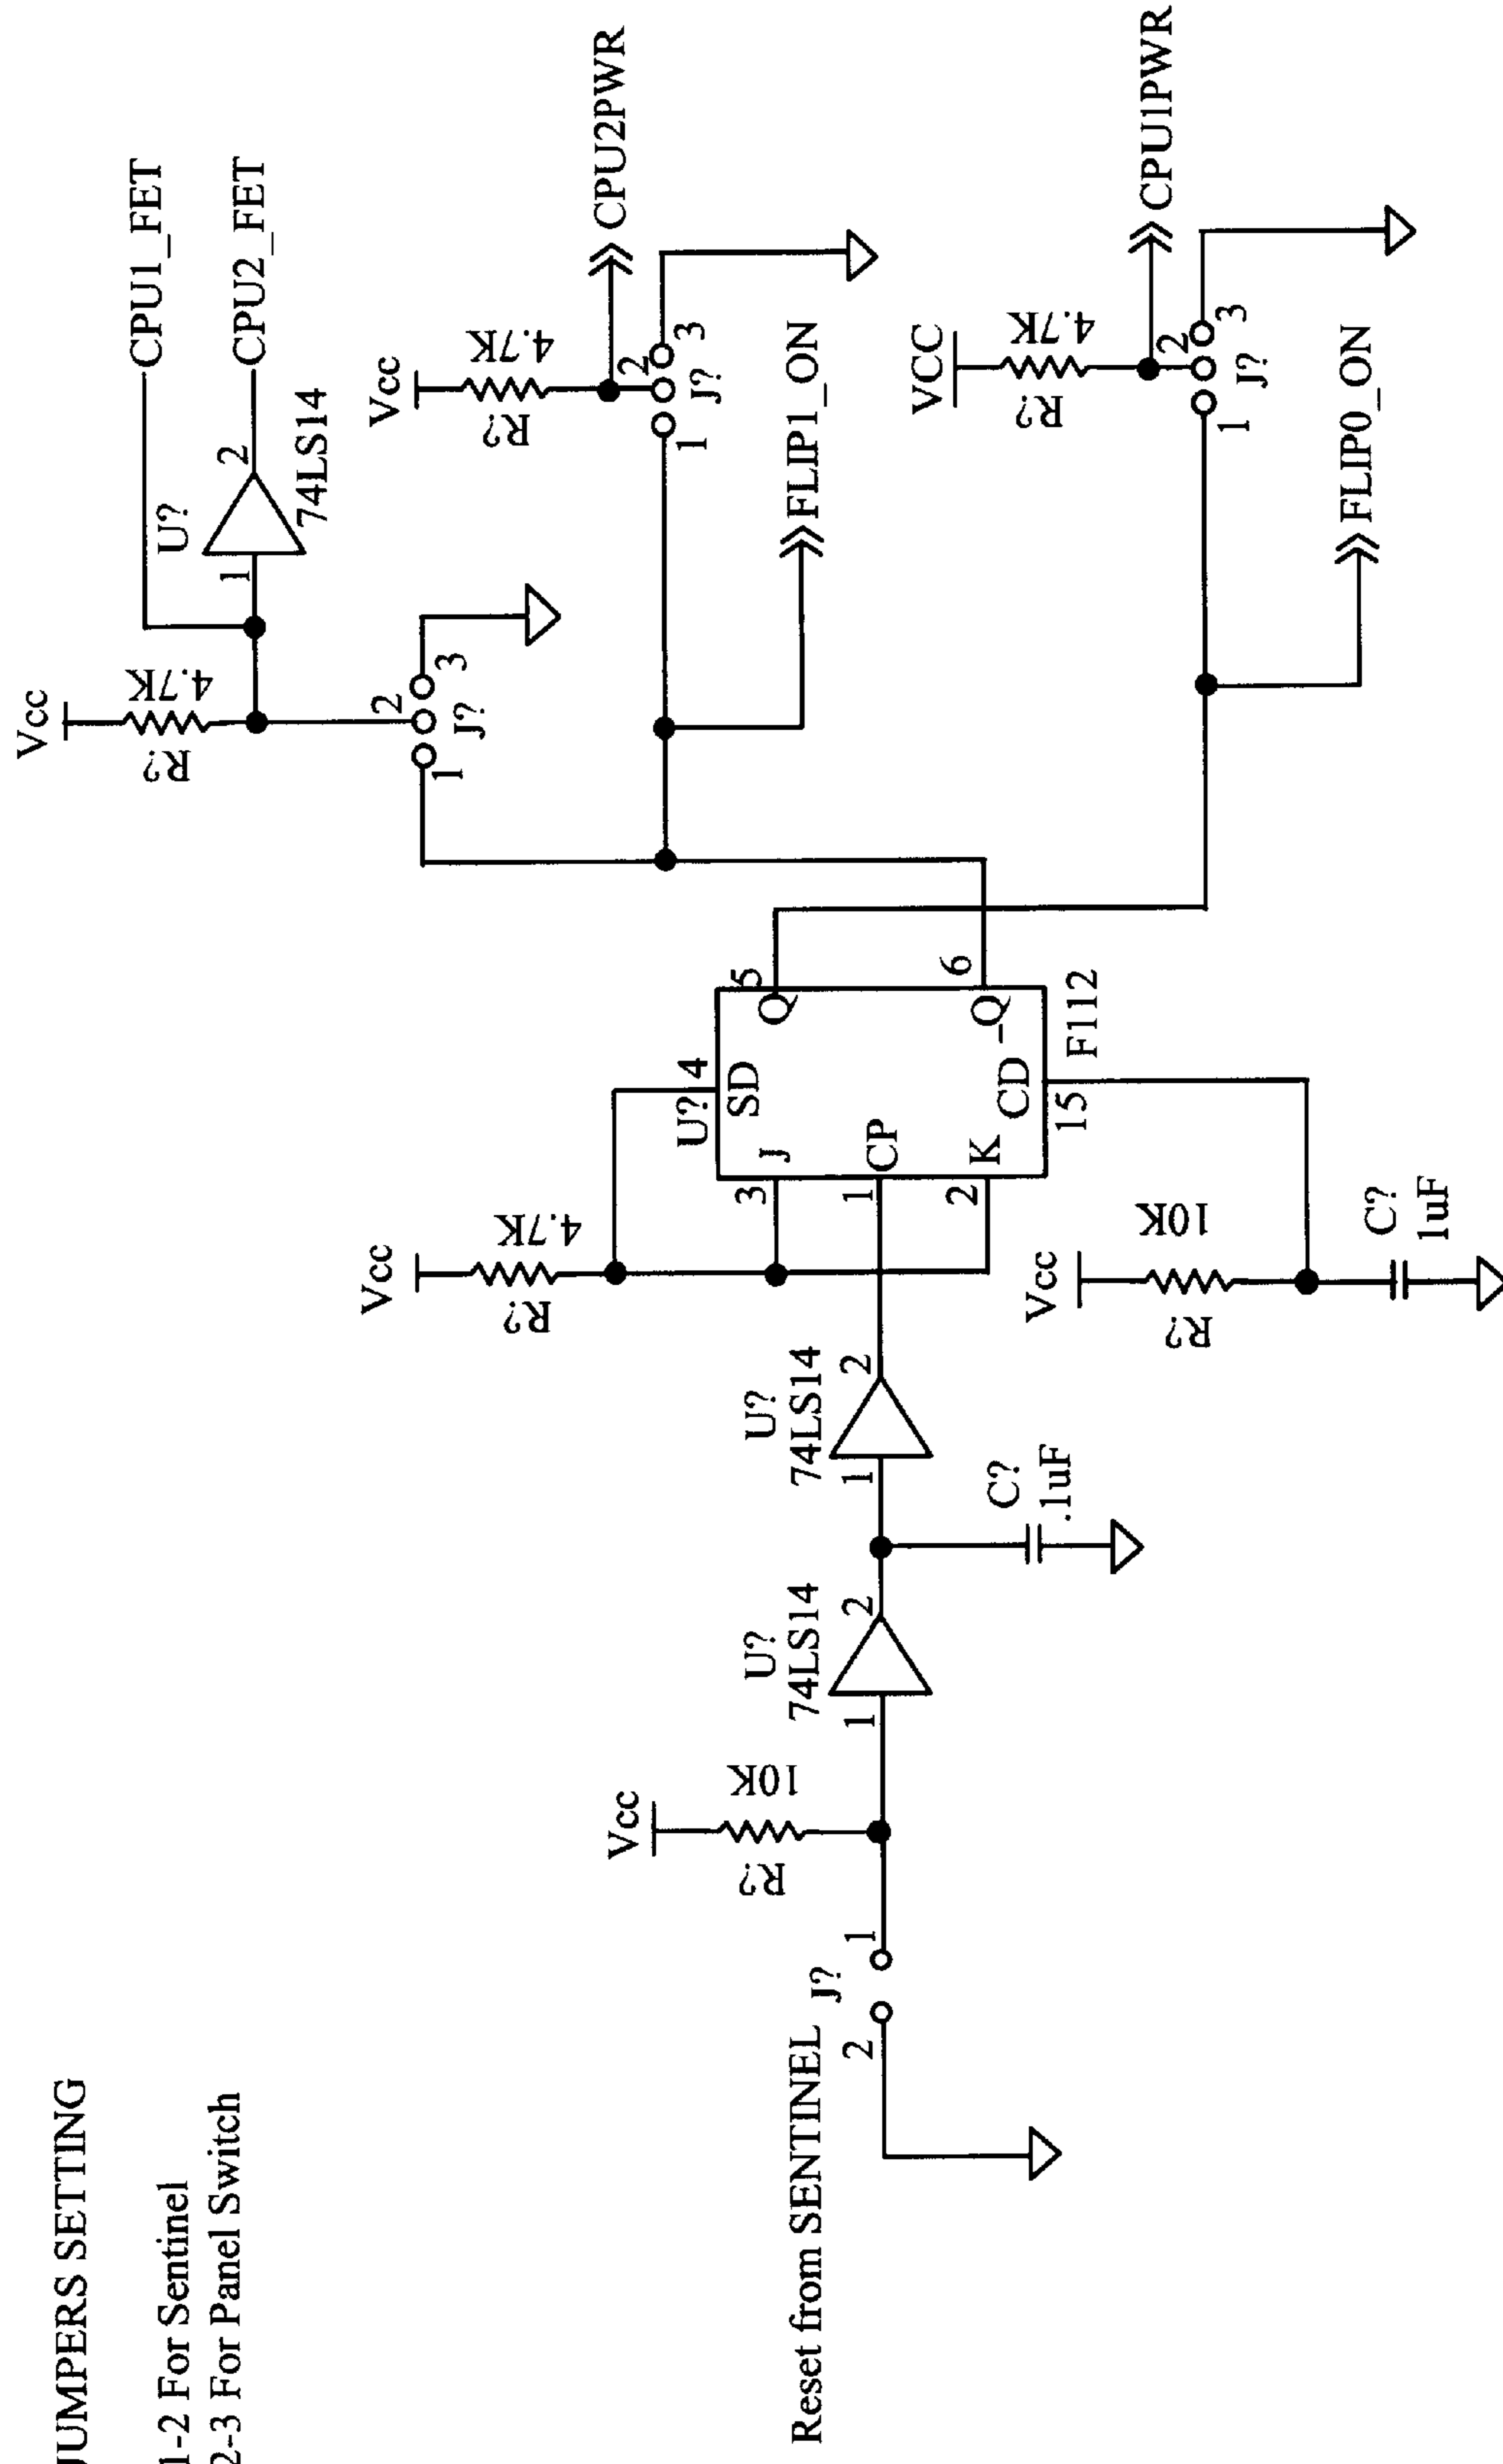 JUMPERS SETTING
1-2 For Sentinel
2-3 For Panel Switch
Reset from SENTINEL
J?
2
1
Vcc
R?
10K
U?
74LS14
1
2
C?
.1uF
U?
74LS14
1
2
Vcc
R?
4.7K
Vcc
R?
10K
C?
1uF
U?
4
SD
3
J
1
CP
2
K
CD
15
F112
5
Q
6
_Q
Vcc
R?
4.7K
1
2
3
J?
U?
1
2
74LS14
CPU1_FET
CPU2_FET
Vcc
R?
4.7K
1
2
3
J?
CPU2PWR
FLIP1_ON
VCC
R?
4.7K
1
2
3
J?
CPU1PWR
FLIP0_ON